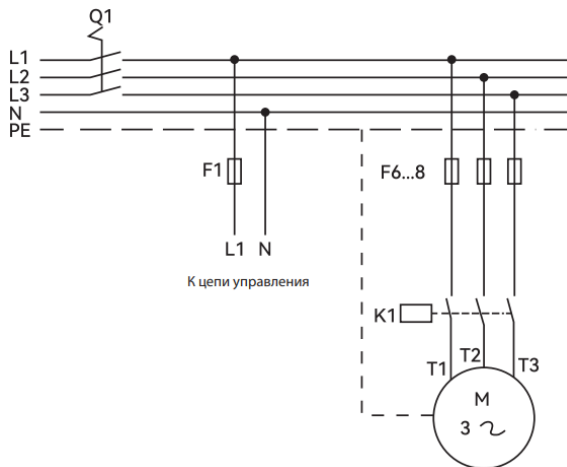 Q1
L1
L2
L3
N
PE
F1
F6...8
L1 N
К цепи управления
K1
T1 T2 T3
M
3 ~